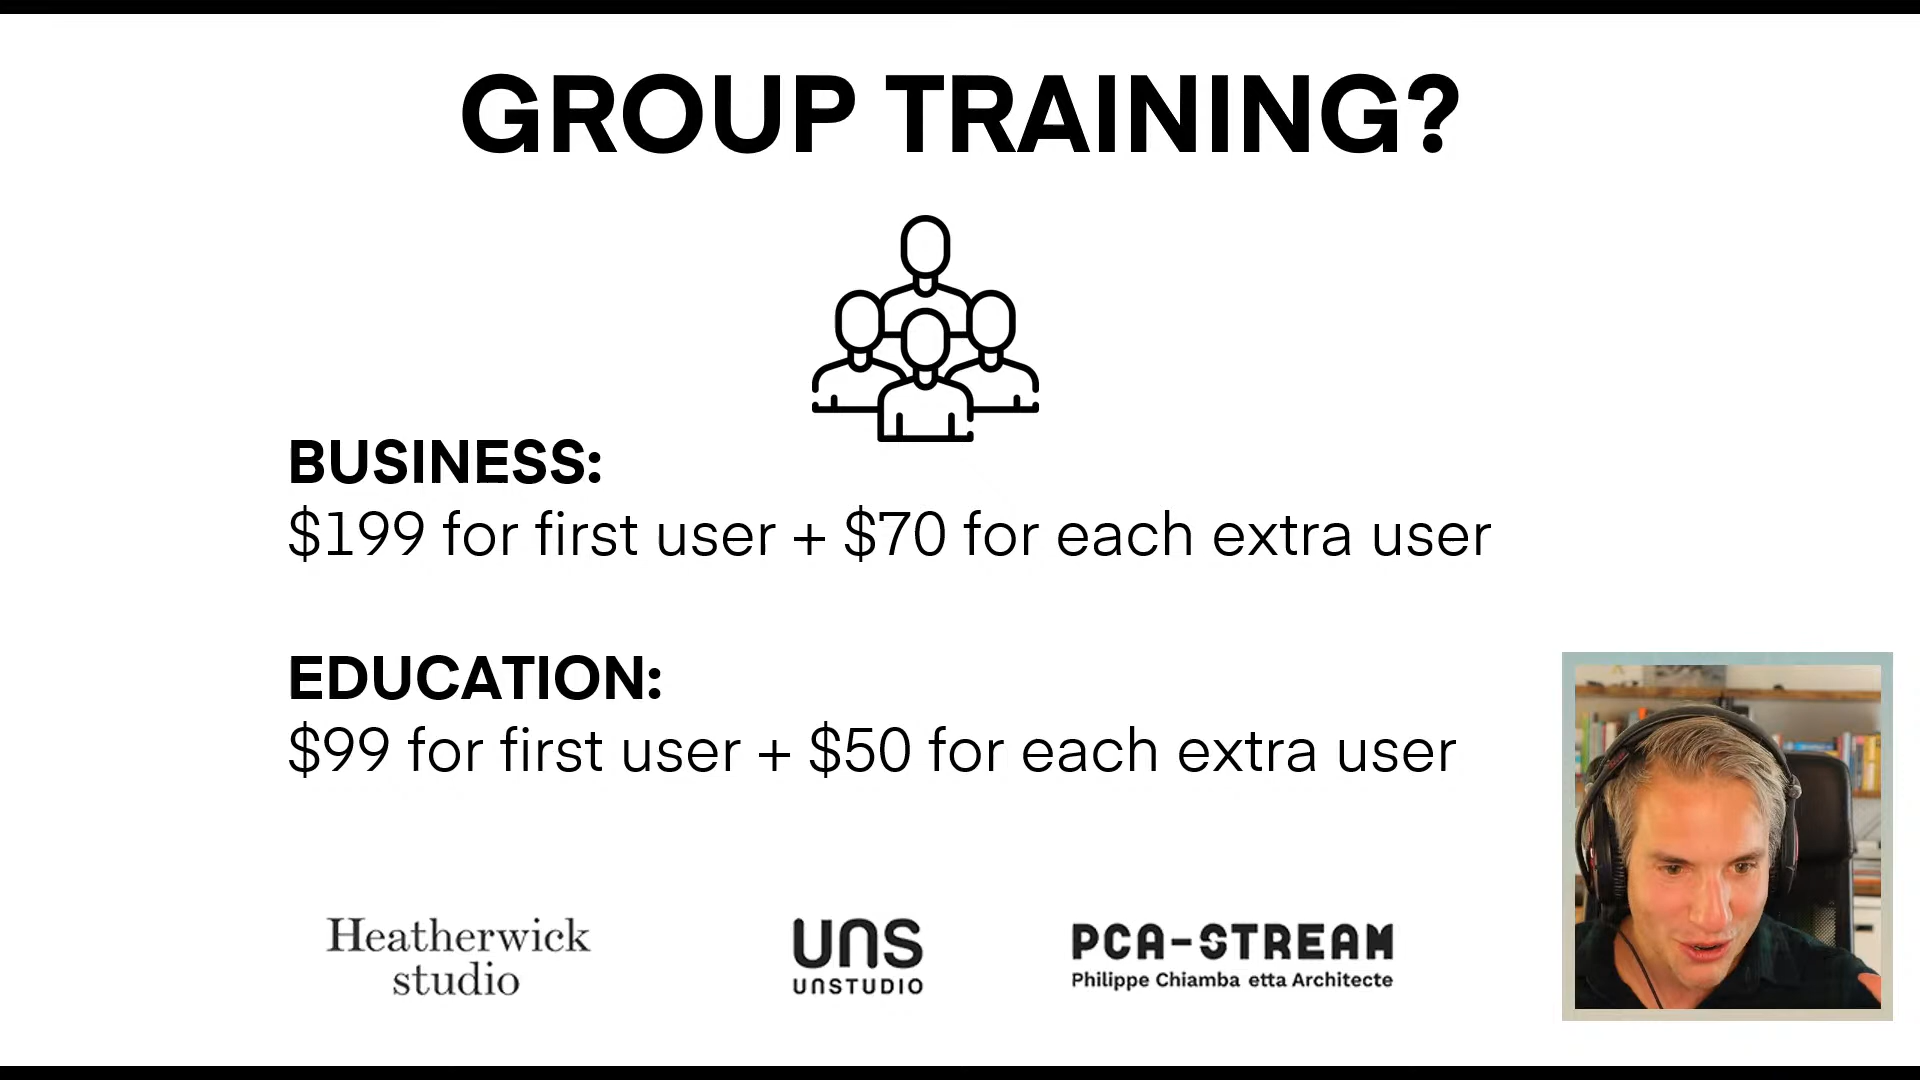 GROUP TRAINING?
BUSINESS:
$199 for first user + $70 for each extra user
EDUCATION:
$99 for first user + $50 for each extra user
Heatherwick
studio
UNS
UNSTUDIO
PCA-STREAM
Philippe Chiamba etta Architecte